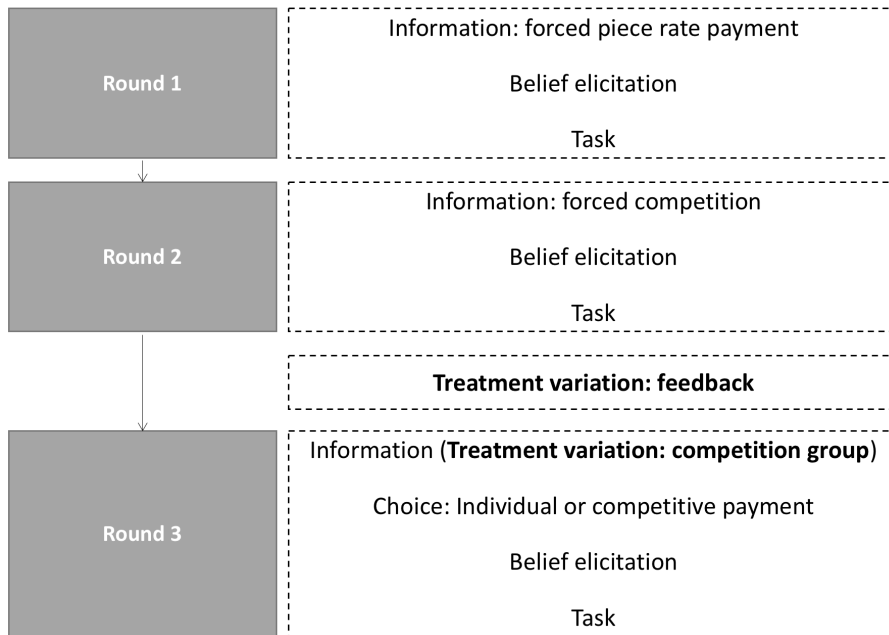 Round 1
Information: forced piece rate payment
Belief elicitation
Task
Round 2
Information: forced competition
Belief elicitation
Task
Treatment variation: feedback
Round 3
Information (Treatment variation: competition group)
Choice: Individual or competitive payment
Belief elicitation
Task